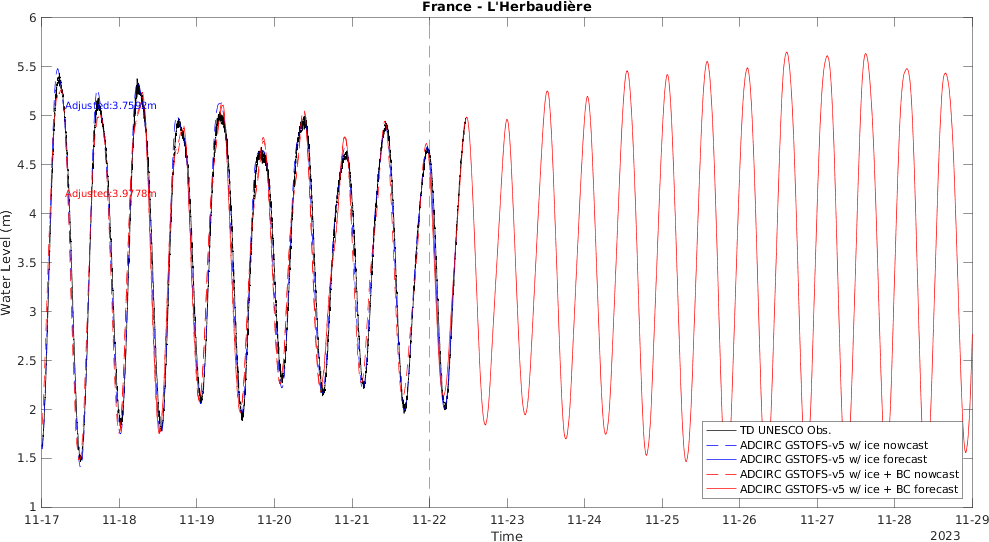 France - L'Herbaudière
6
5.5
5
4.5
4
3.5
3
2.5
2
1.5
1
Water Level (m)
Adjusted:3.7592m
Adjusted:3.9778m
TD UNESCO Obs.
ADCIRC GSTOFS-v5 w/ ice nowcast
ADCIRC GSTOFS-v5 w/ ice forecast
ADCIRC GSTOFS-v5 w/ ice + BC nowcast
ADCIRC GSTOFS-v5 w/ ice + BC forecast
11-17 11-18 11-19 11-20 11-21 11-22 11-23 11-24 11-25 11-26 11-27 11-28 11-29
Time
2023